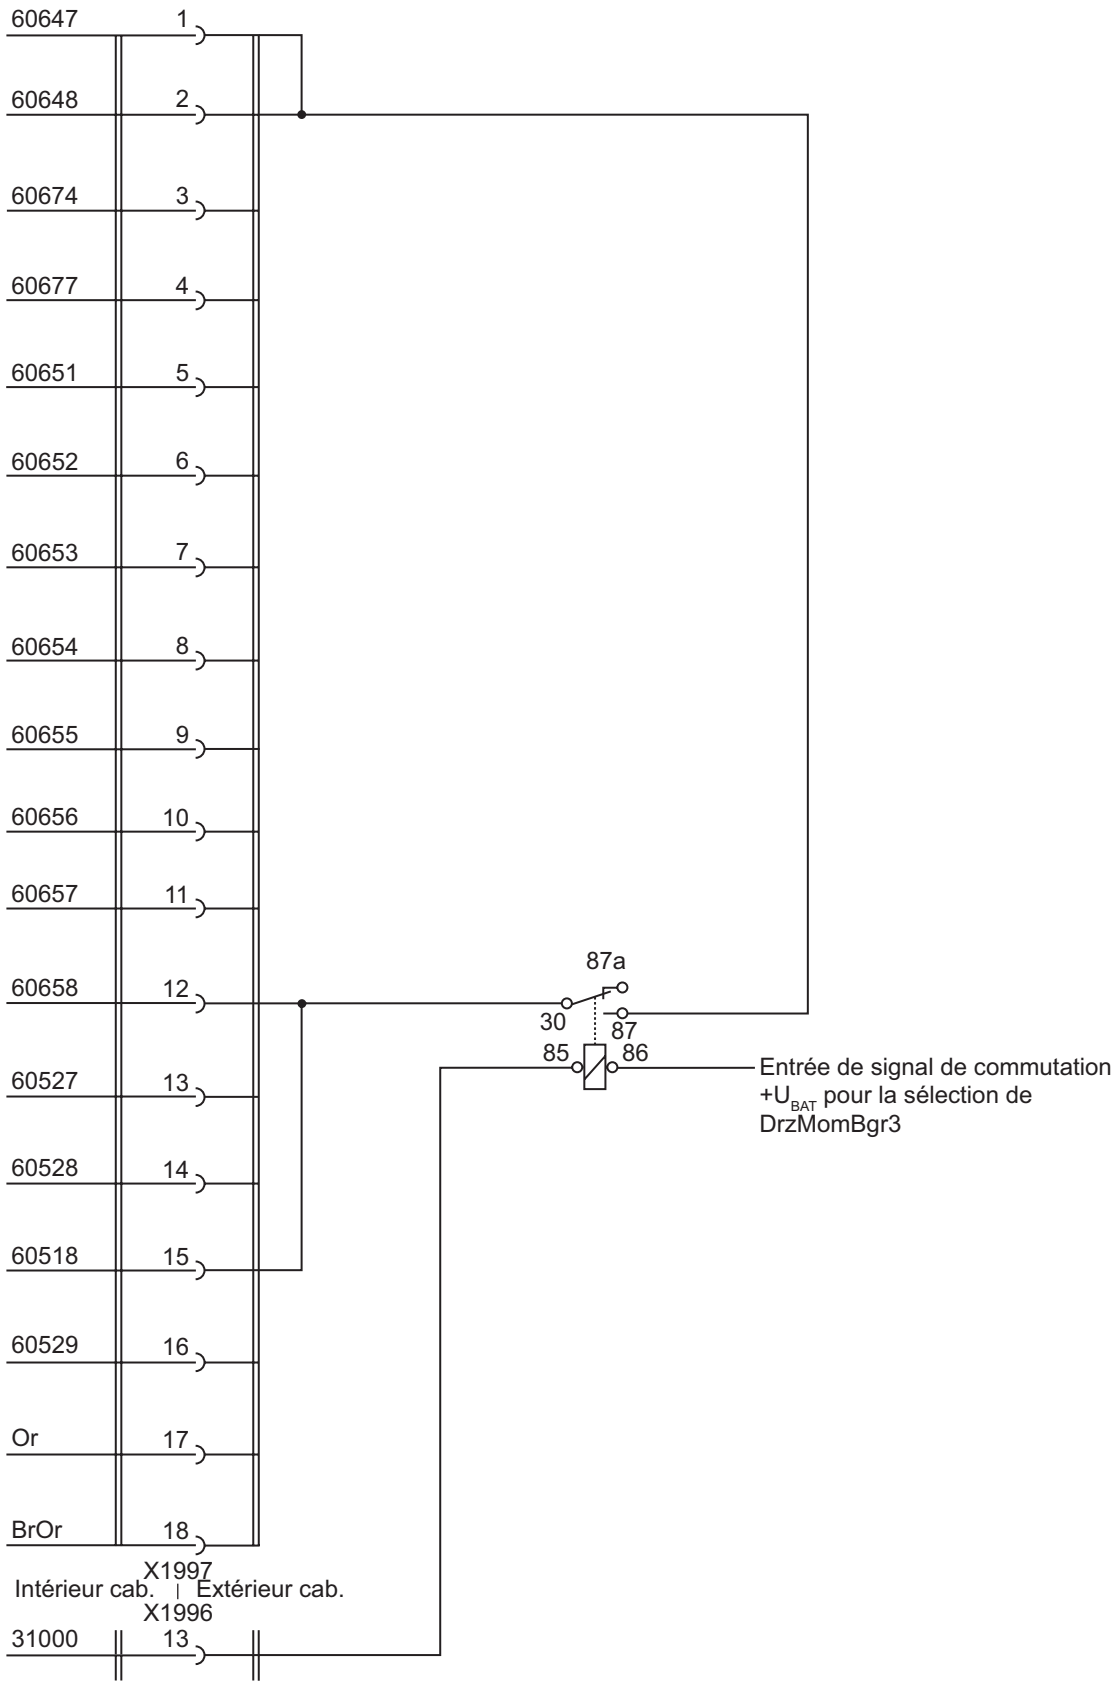 60647 1
60648 2
60674 3
60677 4
60651 5
60652 6
60653 7
60654 8
60655 9
60656 10
60657 11
87a
60658 12
30 87
85 86
Entrée de signal de commutation
+UBAT pour la sélection de
DrzMomBgr3
60527 13
60528 14
60518 15
60529 16
Or 17
BrOr 18
X1997
Intérieur cab. | Extérieur cab.
X1996
31000 13